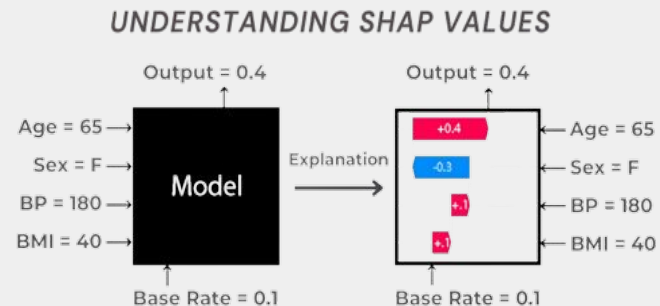 UNDERSTANDING SHAP VALUES
Output = 0.4
Age = 65
Sex = F
BP = 180
BMI = 40
Model
Base Rate = 0.1
Explanation
Output = 0.4
+0.4
-0.3
+.1
+.1
Age = 65
Sex = F
BP = 180
BMI = 40
Base Rate = 0.1